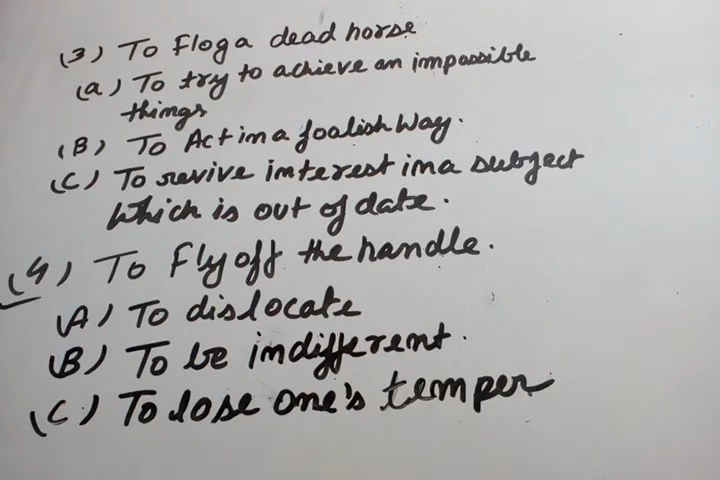 (3) To Flog a dead horse
(a) To try to achieve an impossible
things
(B) To Act in a foolish Way.
(C) To revive interest in a subject
Which is out of date.
(4) To Fly off the handle.
(A) To dislocate
(B) To be indifferent.
(C) To lose one's temper